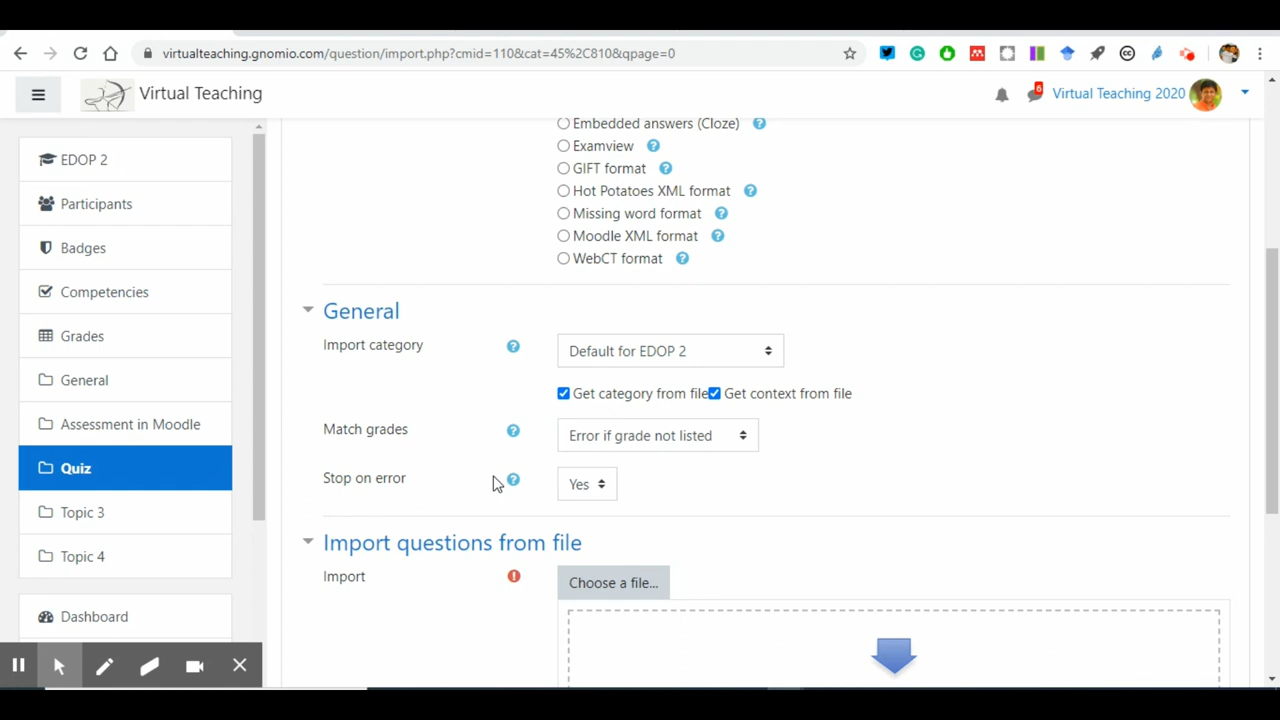 virtualteaching.gnomio.com/question/import.php?cmid=110&cat=45%2C810&qpage=0
Virtual Teaching
6
Virtual Teaching 2020
EDOP 2
Participants
Badges
Competencies
Grades
General
Assessment in Moodle
Quiz
Topic 3
Topic 4
Dashboard
Embedded answers (Cloze)
Examview
GIFT format
Hot Potatoes XML format
Missing word format
Moodle XML format
WebCT format
General
Import category
Default for EDOP 2
Get category from file Get context from file
Match grades
Error if grade not listed
Stop on error
Yes
Import questions from file
Import
Choose a file...